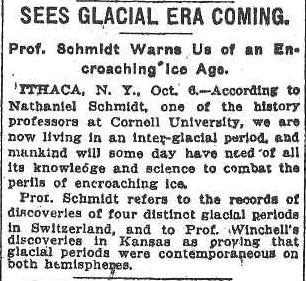 SEES GLACIAL ERA COMING.
Prof. Schmidt Warns Us of an En-
croaching Ice Age.
ITHACA, N. Y., Oct. 6.—According to
Nathaniel Schmidt, one of the history
professors at Cornell University, we
are now living in an inter-glacial period, and
mankind will some day have need of all
its knowledge and science to combat the
perils of encroaching ice.
Prof. Schmidt refers to the records of
discoveries of four distinct glacial periods
in Switzerland, and to Prof. Winchell's
discoveries in Kansas as proving that
glacial periods were contemporaneous on
both hemispheres.